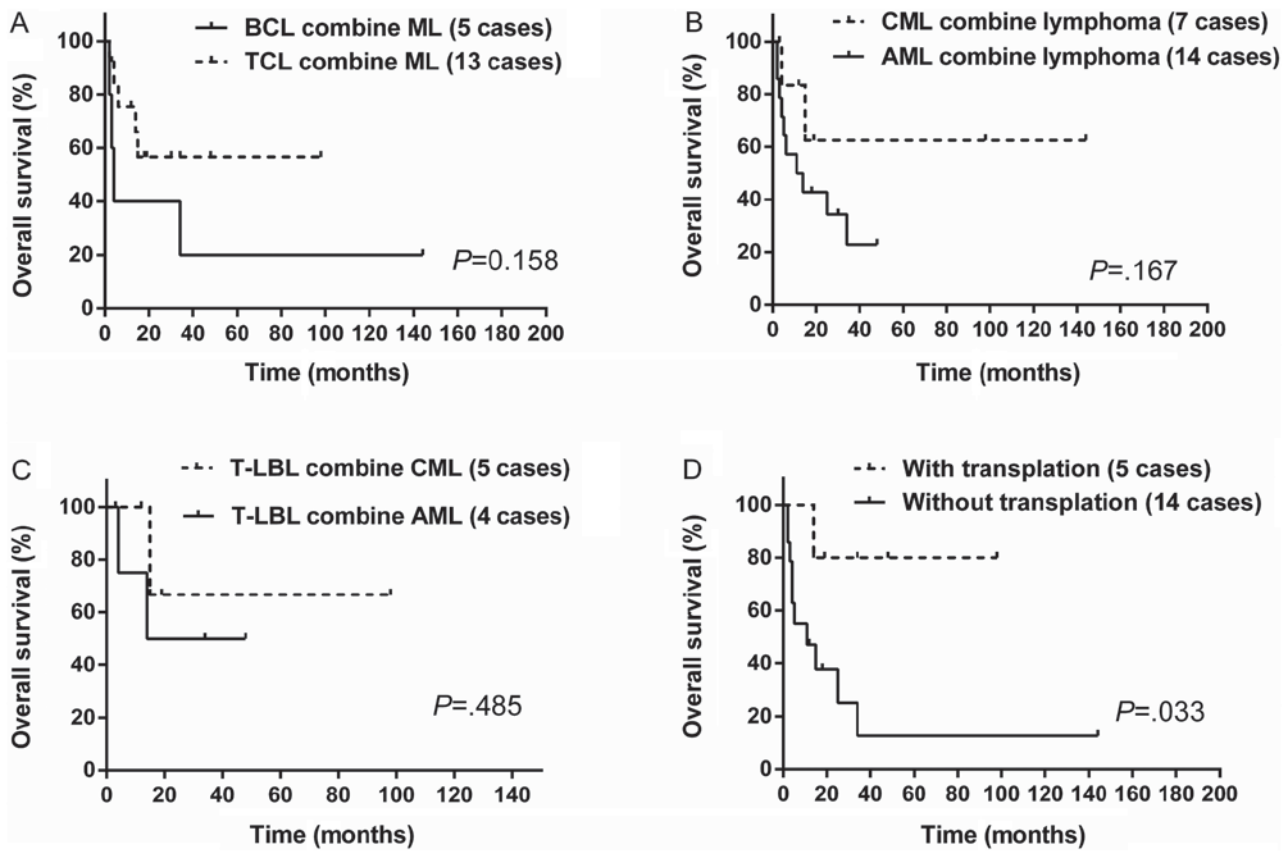 A
BCL combine ML (5 cases)
TCL combine ML (13 cases)
Overall survival (%)
100
80
60
40
20
0
P=0.158
0 20 40 60 80 100 120 140 160 180 200
Time (months)
B
CML combine lymphoma (7 cases)
AML combine lymphoma (14 cases)
Overall survival (%)
100
80
60
40
20
0
P=.167
0 20 40 60 80 100 120 140 160 180 200
Time (months)
C
T-LBL combine CML (5 cases)
T-LBL combine AML (4 cases)
Overall survival (%)
100
80
60
40
20
0
P=.485
0 20 40 60 80 100 120 140
Time (months)
D
With transplation (5 cases)
Without transplation (14 cases)
Overall survival (%)
100
80
60
40
20
0
P=.033
0 20 40 60 80 100 120 140 160 180 200
Time (months)